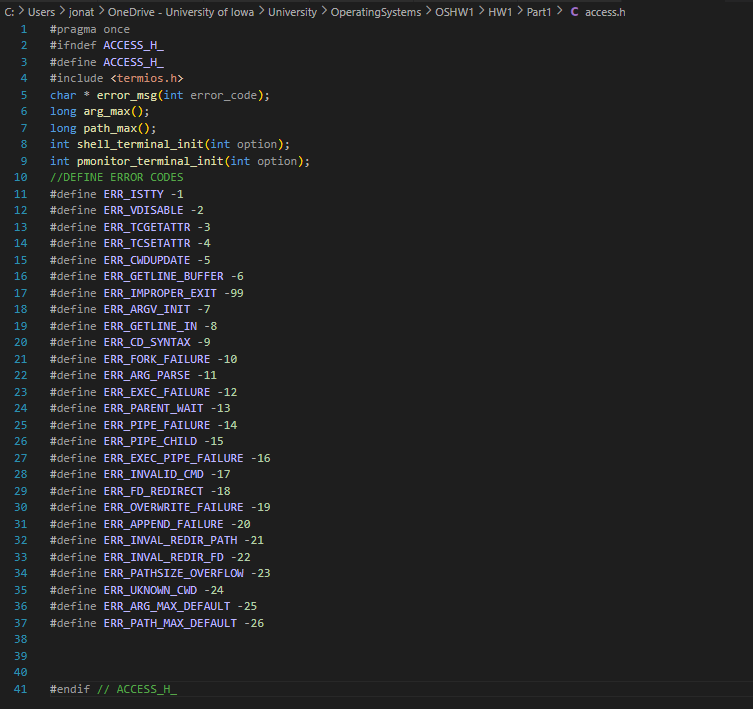 C: > Users > jonat > OneDrive - University of Iowa > University > OperatingSystems > OSHW1 > HW1 > Part1 > C access.h
1 #pragma once
2 #ifndef ACCESS_H_
3 #define ACCESS_H_
4 #include <termios.h>
5 char * error_msg(int error_code);
6 long arg_max();
7 long path_max();
8 int shell_terminal_init(int option);
9 int pmonitor_terminal_init(int option);
10 //DEFINE ERROR CODES
11 #define ERR_ISTTY -1
12 #define ERR_VDISABLE -2
13 #define ERR_TCGETATTR -3
14 #define ERR_TCSETATTR -4
15 #define ERR_CWDUPDATE -5
16 #define ERR_GETLINE_BUFFER -6
17 #define ERR_IMPROPER_EXIT -99
18 #define ERR_ARGV_INIT -7
19 #define ERR_GETLINE_IN -8
20 #define ERR_CD_SYNTAX -9
21 #define ERR_FORK_FAILURE -10
22 #define ERR_ARG_PARSE -11
23 #define ERR_EXEC_FAILURE -12
24 #define ERR_PARENT_WAIT -13
25 #define ERR_PIPE_FAILURE -14
26 #define ERR_PIPE_CHILD -15
27 #define ERR_EXEC_PIPE_FAILURE -16
28 #define ERR_INVALID_CMD -17
29 #define ERR_FD_REDIRECT -18
30 #define ERR_OVERWRITE_FAILURE -19
31 #define ERR_APPEND_FAILURE -20
32 #define ERR_INVAL_REDIR_PATH -21
33 #define ERR_INVAL_REDIR_FD -22
34 #define ERR_PATHSIZE_OVERFLOW -23
35 #define ERR_UKNOWN_CWD -24
36 #define ERR_ARG_MAX_DEFAULT -25
37 #define ERR_PATH_MAX_DEFAULT -26
38
39
40
41 #endif // ACCESS_H_